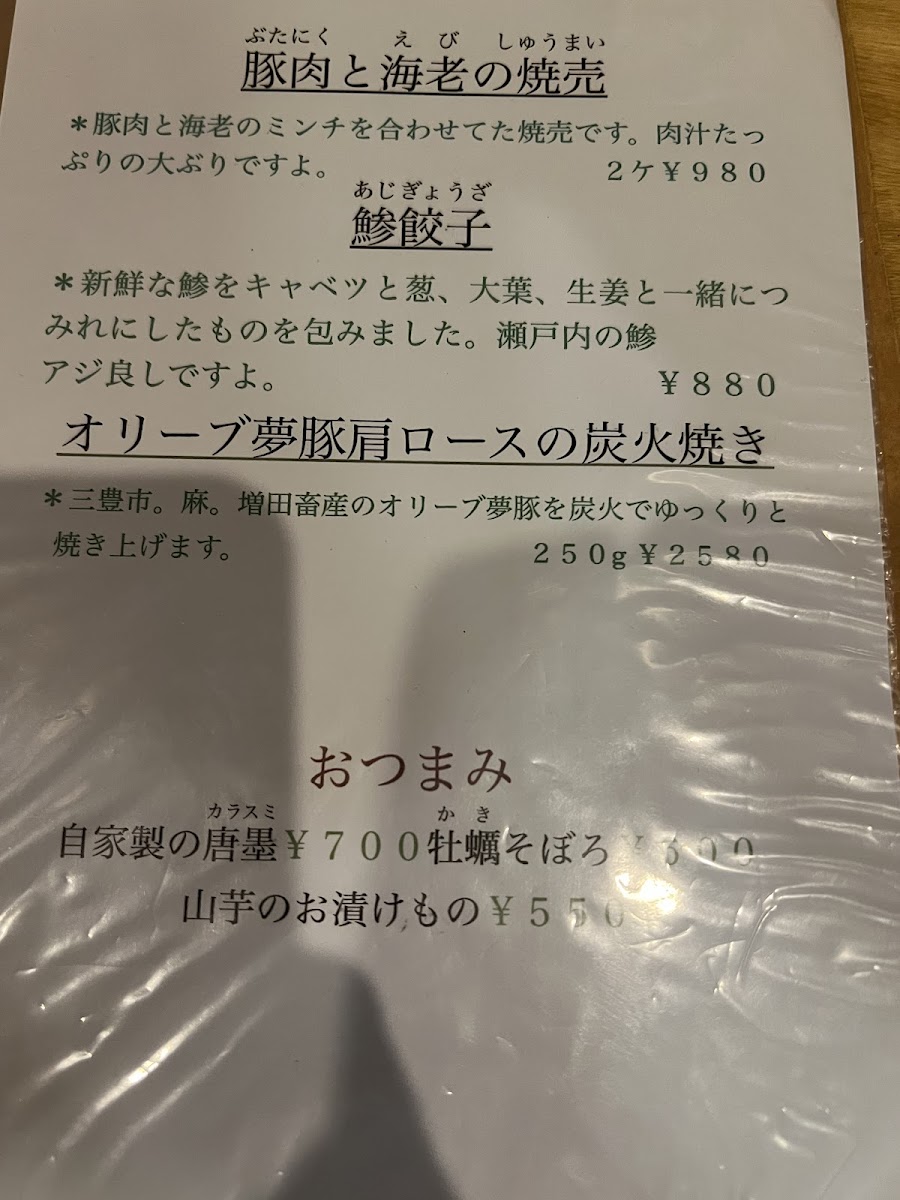 ぶたにく えび しゅうまい
豚肉と海老の焼売
＊豚肉と海老のミンチを合わせてた焼売です。肉汁たっ
ぷりの大ぶりですよ。 2ケ¥980
あじぎょうざ
鯵餃子
＊新鮮な鯵をキャベツと葱、大葉、生姜と一緒につ
みれにしたものを包みました。瀬戸内の鯵
アジ良しですよ。 ¥880
オリーブ夢豚肩ロースの炭火焼き
＊三豊市。麻。増田畜産のオリーブ夢豚を炭火でゆっくりと
焼き上げます。 250g¥2580
おつまみ
カラスミ かき
自家製の唐墨¥700牡蠣そぼろ
山芋のお漬けもの¥550